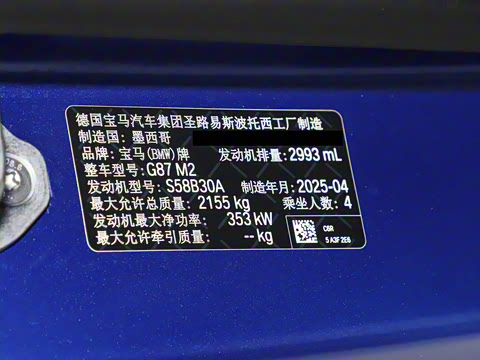 德国宝马汽车集团圣路易斯波托西工厂制造
制造国：墨西哥
品牌：宝马(BMW)牌 发动机排量：2993 mL
整车型号：G87 M2
发动机型号：S58B30A 制造年月：2025-04
最大允许总质量：2155 kg 乘坐人数：4
发动机最大净功率：353 kW
最大允许牵引质量：-- kg
C6R
5A3F2E6